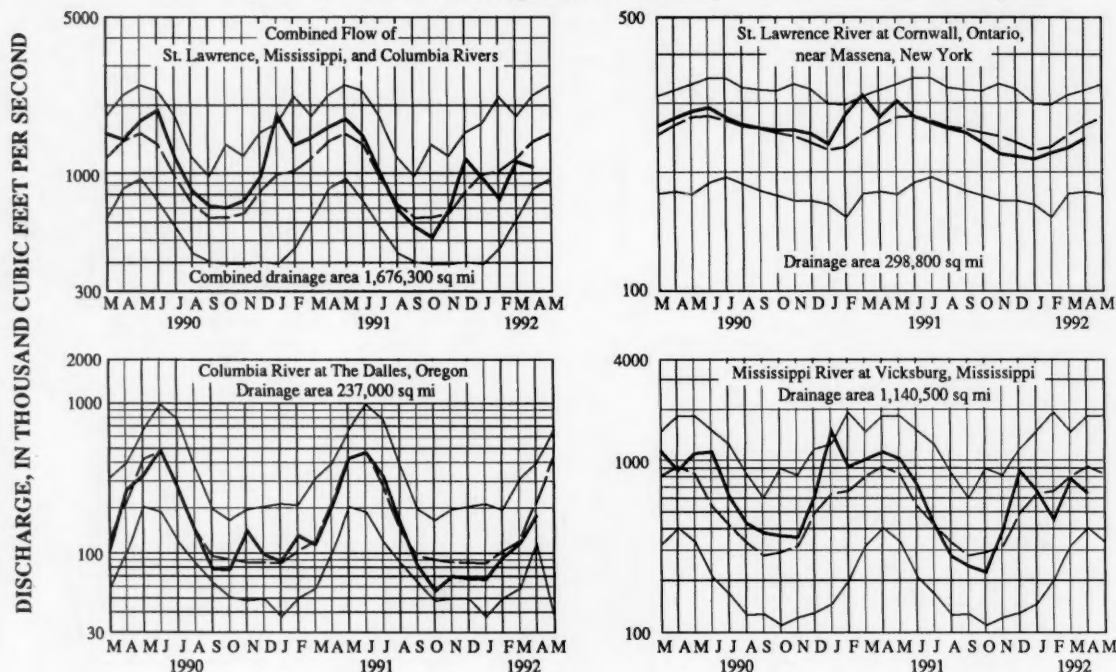 DISCHARGE, IN THOUSAND CUBIC FEET PER SECOND
5000
1000
300
Combined Flow of
St. Lawrence, Mississippi, and Columbia Rivers
Combined drainage area 1,676,300 sq mi
M A M J J A S O N D J F M A M J J A S O N D J F M A M
1990 1991 1992
500
100
St. Lawrence River at Cornwall, Ontario,
near Massena, New York
Drainage area 298,800 sq mi
M A M J J A S O N D J F M A M J J A S O N D J F M A M
1990 1991 1992
2000
1000
100
30
Columbia River at The Dalles, Oregon
Drainage area 237,000 sq mi
M A M J J A S O N D J F M A M J J A S O N D J F M A M
1990 1991 1992
4000
1000
100
Mississippi River at Vicksburg, Mississippi
Drainage area 1,140,500 sq mi
M A M J J A S O N D J F M A M J J A S O N D J F M A M
1990 1991 1992